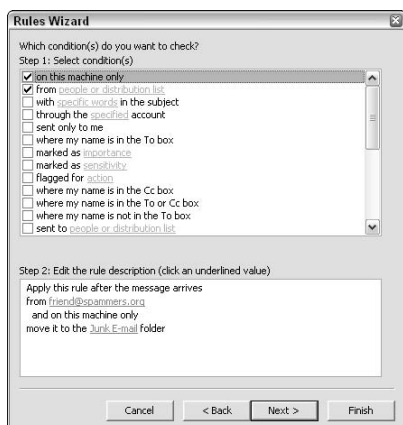 Rules Wizard
Which condition(s) do you want to check?
Step 1: Select condition(s)
on this machine only
from people or distribution list
with specific words in the subject
through the specified account
sent only to me
where my name is in the To box
marked as importance
marked as sensitivity
flagged for action
where my name is in the Cc box
where my name is in the To or Cc box
where my name is not in the To box
sent to people or distribution list
Step 2: Edit the rule description (click an underlined value)
Apply this rule after the message arrives
from friend@spammers.org
and on this machine only
move it to the Junk E-mail folder
Cancel < Back Next > Finish